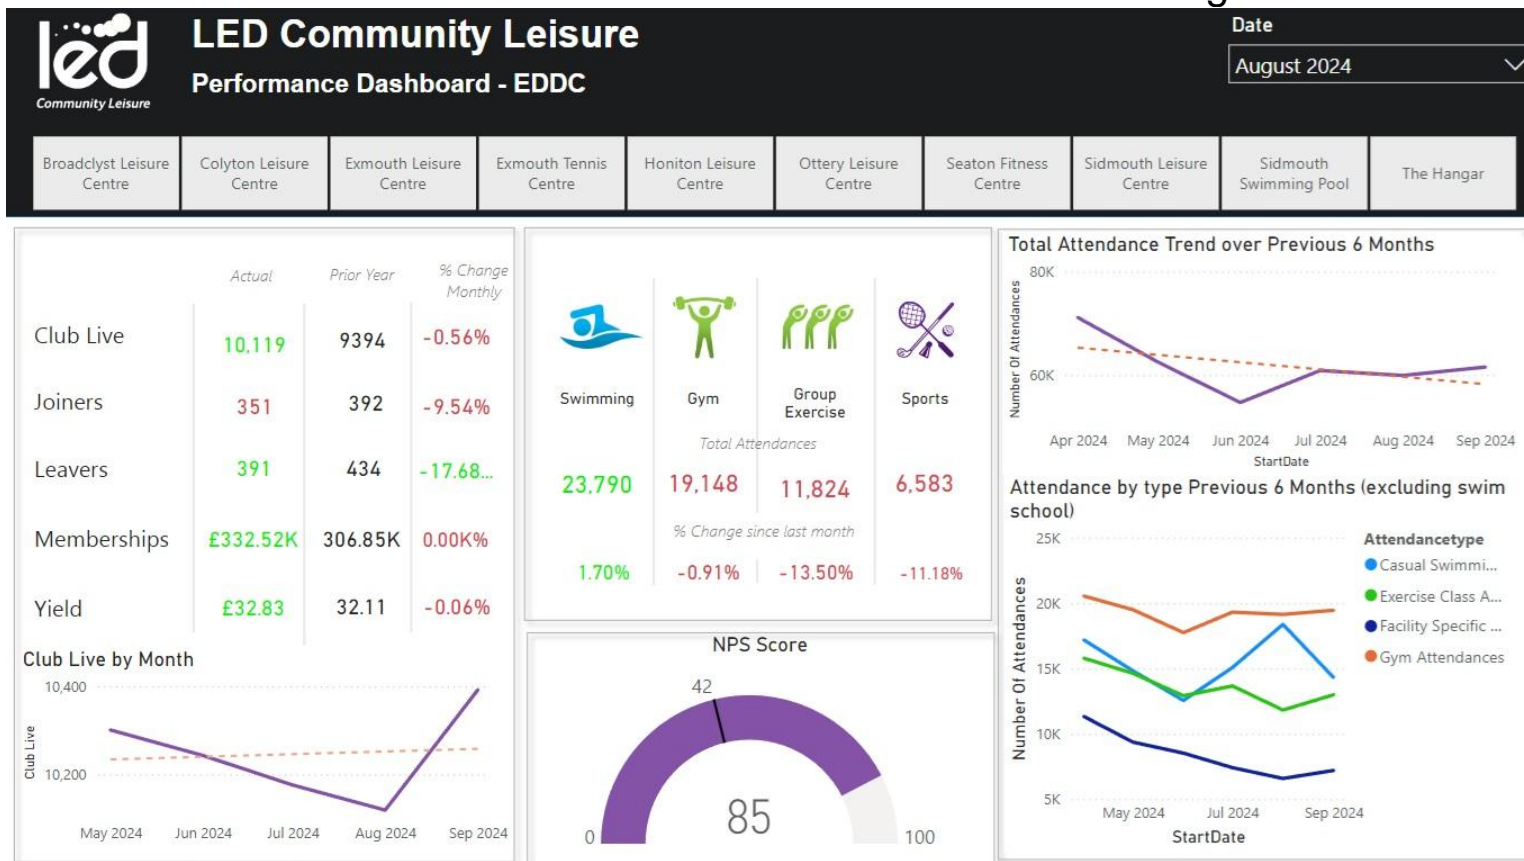 led
Community Leisure
LED Community Leisure
Performance Dashboard - EDDC
Date
August 2024
Broadclyst Leisure
Centre
Colyton Leisure
Centre
Exmouth Leisure
Centre
Exmouth Tennis
Centre
Honiton Leisure
Centre
Ottery Leisure
Centre
Seaton Fitness
Centre
Sidmouth Leisure
Centre
Sidmouth
Swimming Pool
The Hangar
Actual Prior Year % Change
Monthly
Club Live 10,119 9394 -0.56%
Joiners 351 392 -9.54%
Leavers 391 434 -17.68...
Memberships £332.52K 306.85K 0.00K%
Yield £32.83 32.11 -0.06%
Club Live by Month
10,400
10,200
Club Live
May 2024 Jun 2024 Jul 2024 Aug 2024 Sep 2024
Swimming Gym Group
Exercise Sports
Total Attendances
23,790 19,148 11,824 6,583
% Change since last month
1.70% -0.91% -13.50% -11.18%
NPS Score
42
85
0 100
Total Attendance Trend over Previous 6 Months
80K
60K
Number Of Attendances
Apr 2024 May 2024 Jun 2024 Jul 2024 Aug 2024 Sep 2024
StartDate
Attendance by type Previous 6 Months (excluding swim
school)
25K
20K
15K
10K
5K
Number Of Attendances
Attendancetype
Casual Swimmi...
Exercise Class A...
Facility Specific ...
Gym Attendances
May 2024 Jul 2024 Sep 2024
StartDate